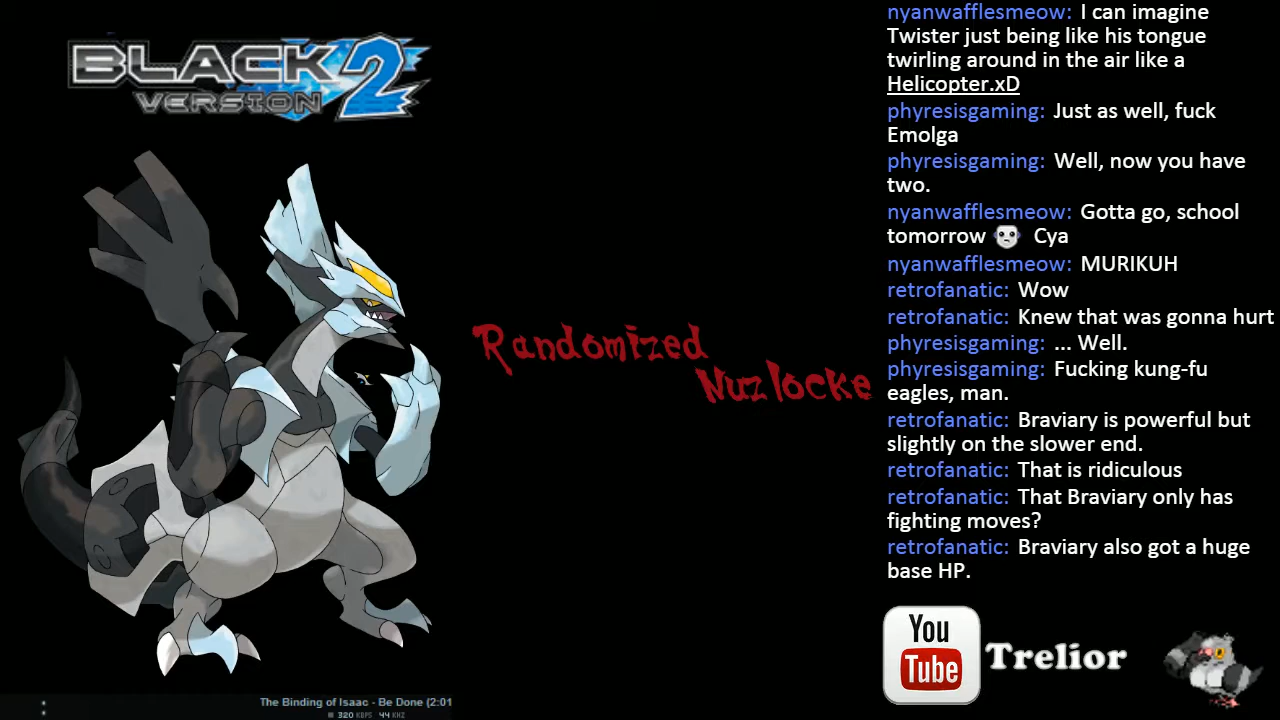 BLACK 2
VERSION
Randomized
Nuzlocke
nyanwafflesmeow: I can imagine
Twister just being like his tongue
twirling around in the air like a
Helicopter.xD
phyresisgaming: Just as well, fuck
Emolga
phyresisgaming: Well, now you have
two.
nyanwafflesmeow: Gotta go, school
tomorrow Cya
nyanwafflesmeow: MURIKUH
retrofanatic: Wow
retrofanatic: Knew that was gonna hurt
phyresisgaming: ... Well.
phyresisgaming: Fucking kung-fu
eagles, man.
retrofanatic: Braviary is powerful but
slightly on the slower end.
retrofanatic: That is ridiculous
retrofanatic: That Braviary only has
fighting moves?
retrofanatic: Braviary also got a huge
base HP.
You
Tube
Trelior
The Binding of Isaac - Be Done (2:01
320 KBPS 44 KHZ